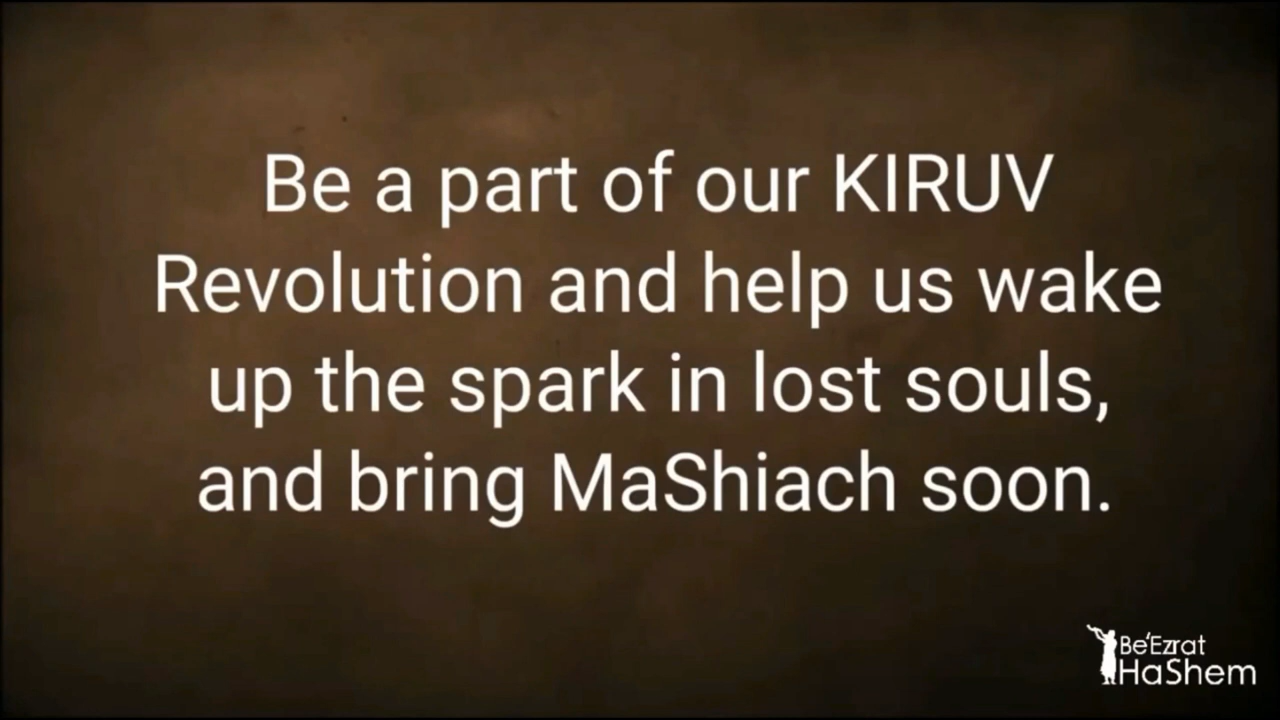 Be a part of our KIRUV
Revolution and help us wake
up the spark in lost souls,
and bring MaShiach soon.
Be'Ezrat
HaShem